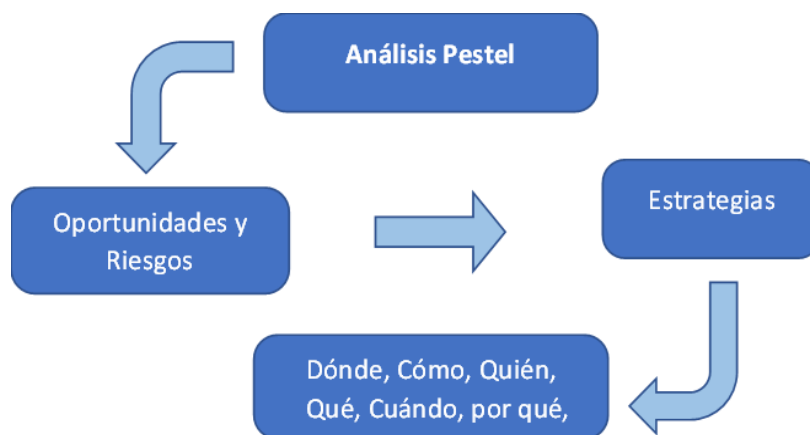 Análisis Pestel
Oportunidades y
Riesgos
Estrategias
Dónde, Cómo, Quién,
Qué, Cuándo, por qué,